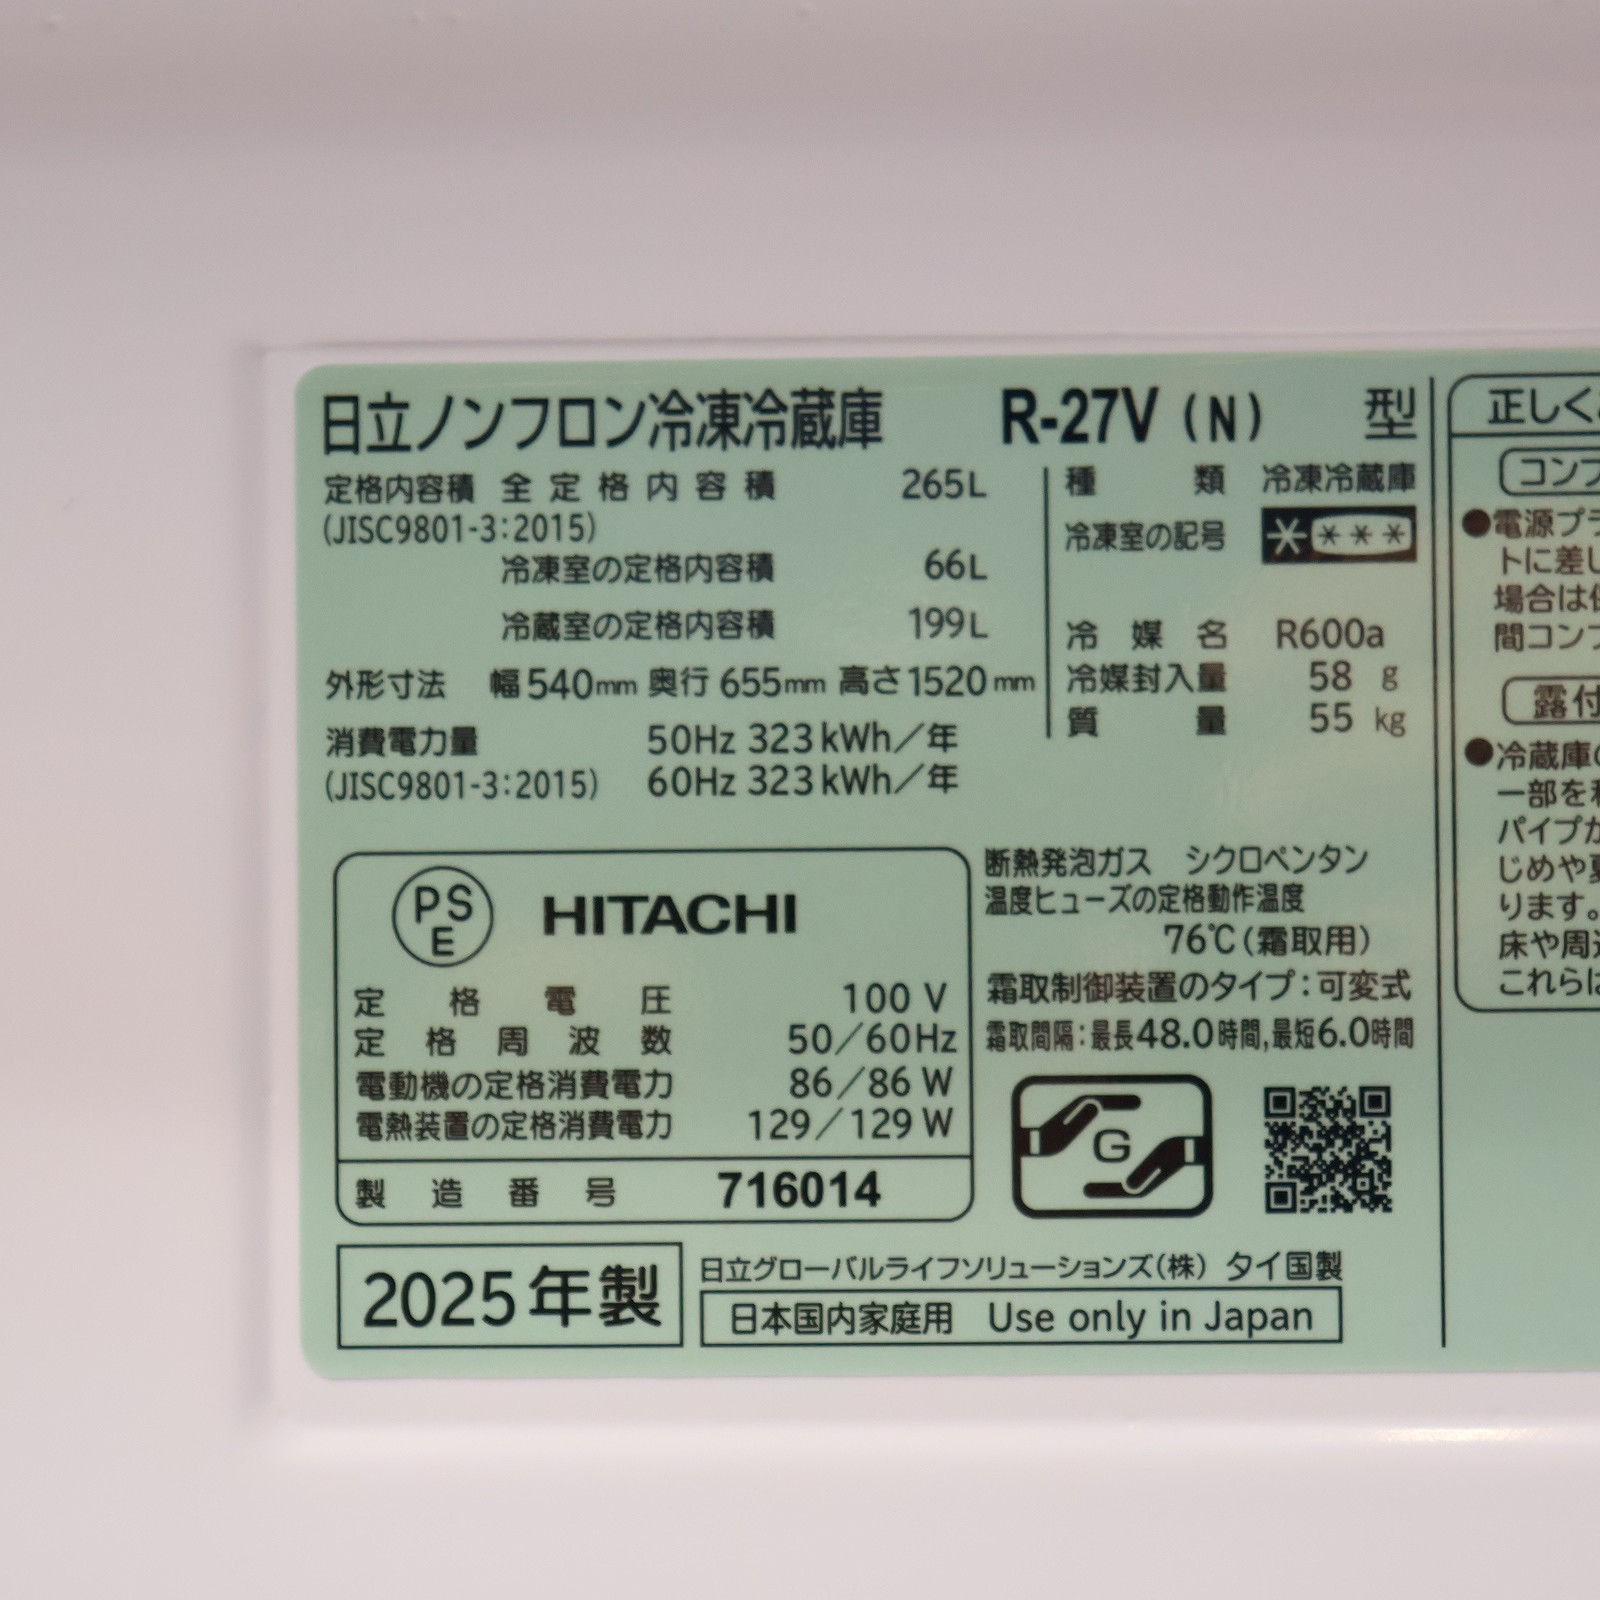 日立ノンフロン冷凍冷蔵庫 R-27V (N) 型
定格内容積 全定格内容積 265L
(JISC9801-3:2015)
冷凍室の定格内容積 66L
冷蔵室の定格内容積 199L
外形寸法 幅540mm 奥行655mm 高さ1520mm
消費電力量 50Hz 323kWh/年
(JISC9801-3:2015) 60Hz 323kWh/年
種類 冷凍冷蔵庫
冷凍室の記号 ****
冷媒名 R600a
冷媒封入量 58 g
質量 55 kg
PSE HITACHI
定格電圧 100 V
定格周波数 50/60Hz
電動機の定格消費電力 86/86 W
電熱装置の定格消費電力 129/129 W
製造番号 716014
断熱発泡ガス シクロペンタン
温度ヒューズの定格動作温度
76℃(霜取用)
霜取制御装置のタイプ:可変式
霜取間隔:最長48.0時間,最短6.0時間
G
2025年製
日立グローバルライフソリューションズ(株) タイ国製
日本国内家庭用 Use only in Japan
正しく
コンプ
●電源プラ
トに差し
場合は
間コンプ
露付
●冷蔵庫の
一部を
パイプが
じめや夏
ります。
床や周辺
これらは